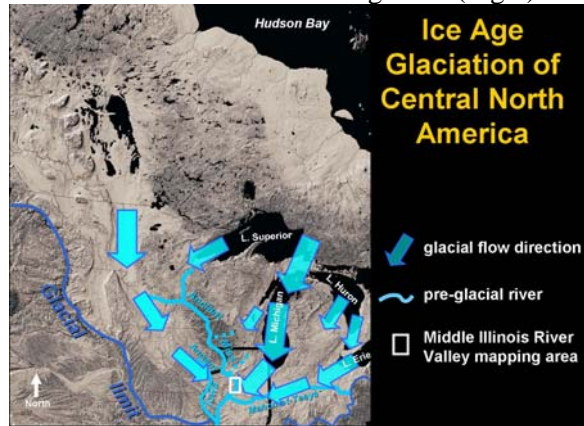 Hudson Bay
Ice Age
Glaciation of
Central North
America
L. Superior
L. Huron
L. Michigan
L. Erie
Glacial
limit
North
glacial flow direction
pre-glacial river
Middle Illinois River
Valley mapping area